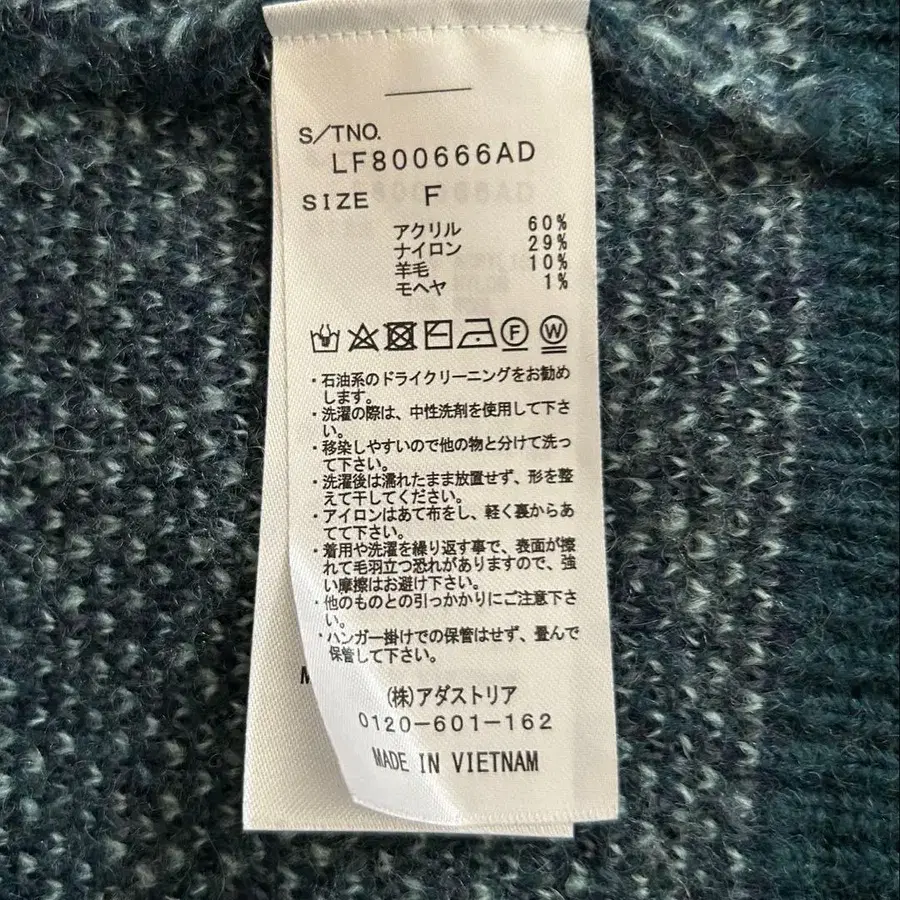 S/TNO.
LF800666AD
SIZE F
アクリル 60%
ナイロン 29%
羊毛 10%
モヘヤ 1%
F W
・石油系のドライクリーニングをお勧め
します。
・洗濯の際は、中性洗剤を使用して下さ
い。
・移染しやすいので他の物と分けて洗っ
て下さい。
・洗濯後は濡れたまま放置せず、形を整
えて干してください。
・アイロンはあて布をし、軽く裏からあ
てて下さい。
・着用や洗濯を繰り返す事で、表面が擦
れて毛羽立つ恐れがありますので、強
い摩擦はお避け下さい。
・他のものとの引っかかりにご注意下さ
い。
・ハンガー掛けでの保管はせず、畳んで
保管して下さい。
(株)アダストリア
0120-601-162
MADE IN VIETNAM